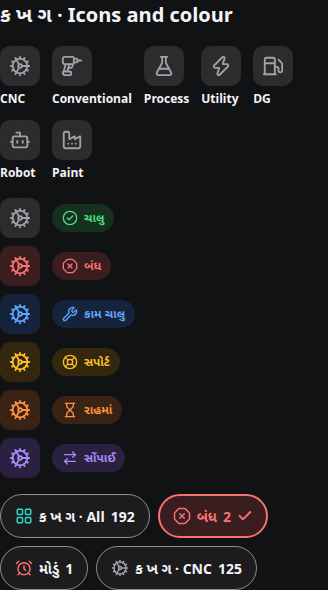 ક ખ ગ · Icons and colour
CNC Conventional Process Utility DG
Robot Paint
ચાલુ
બંધ
કામ ચાલુ
સપોર્ટ
રાહમાં
સોંપાઈ
ક ખ ગ · All 192 બંધ 2
મોડું 1 ક ખ ગ · CNC 125